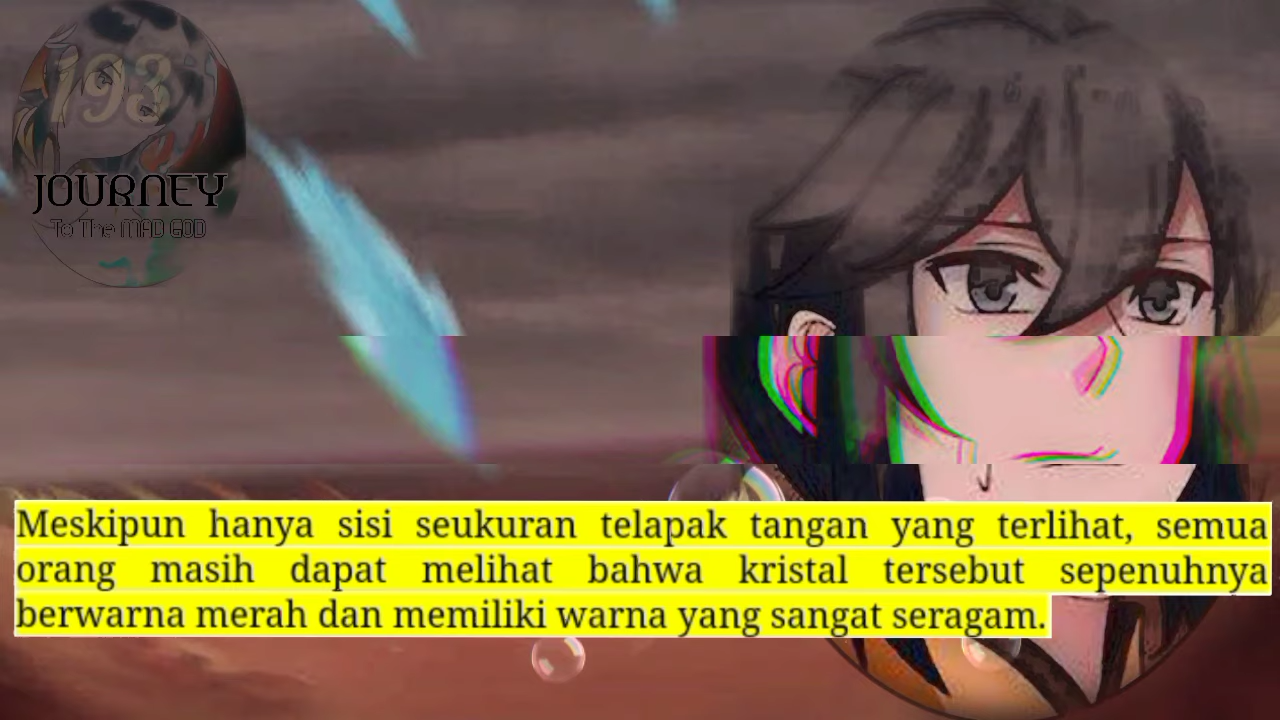 193
JOURNEY
To The MAD GOD
Meskipun hanya sisi seukuran telapak tangan yang terlihat, semua
orang masih dapat melihat bahwa kristal tersebut sepenuhnya
berwarna merah dan memiliki warna yang sangat seragam.